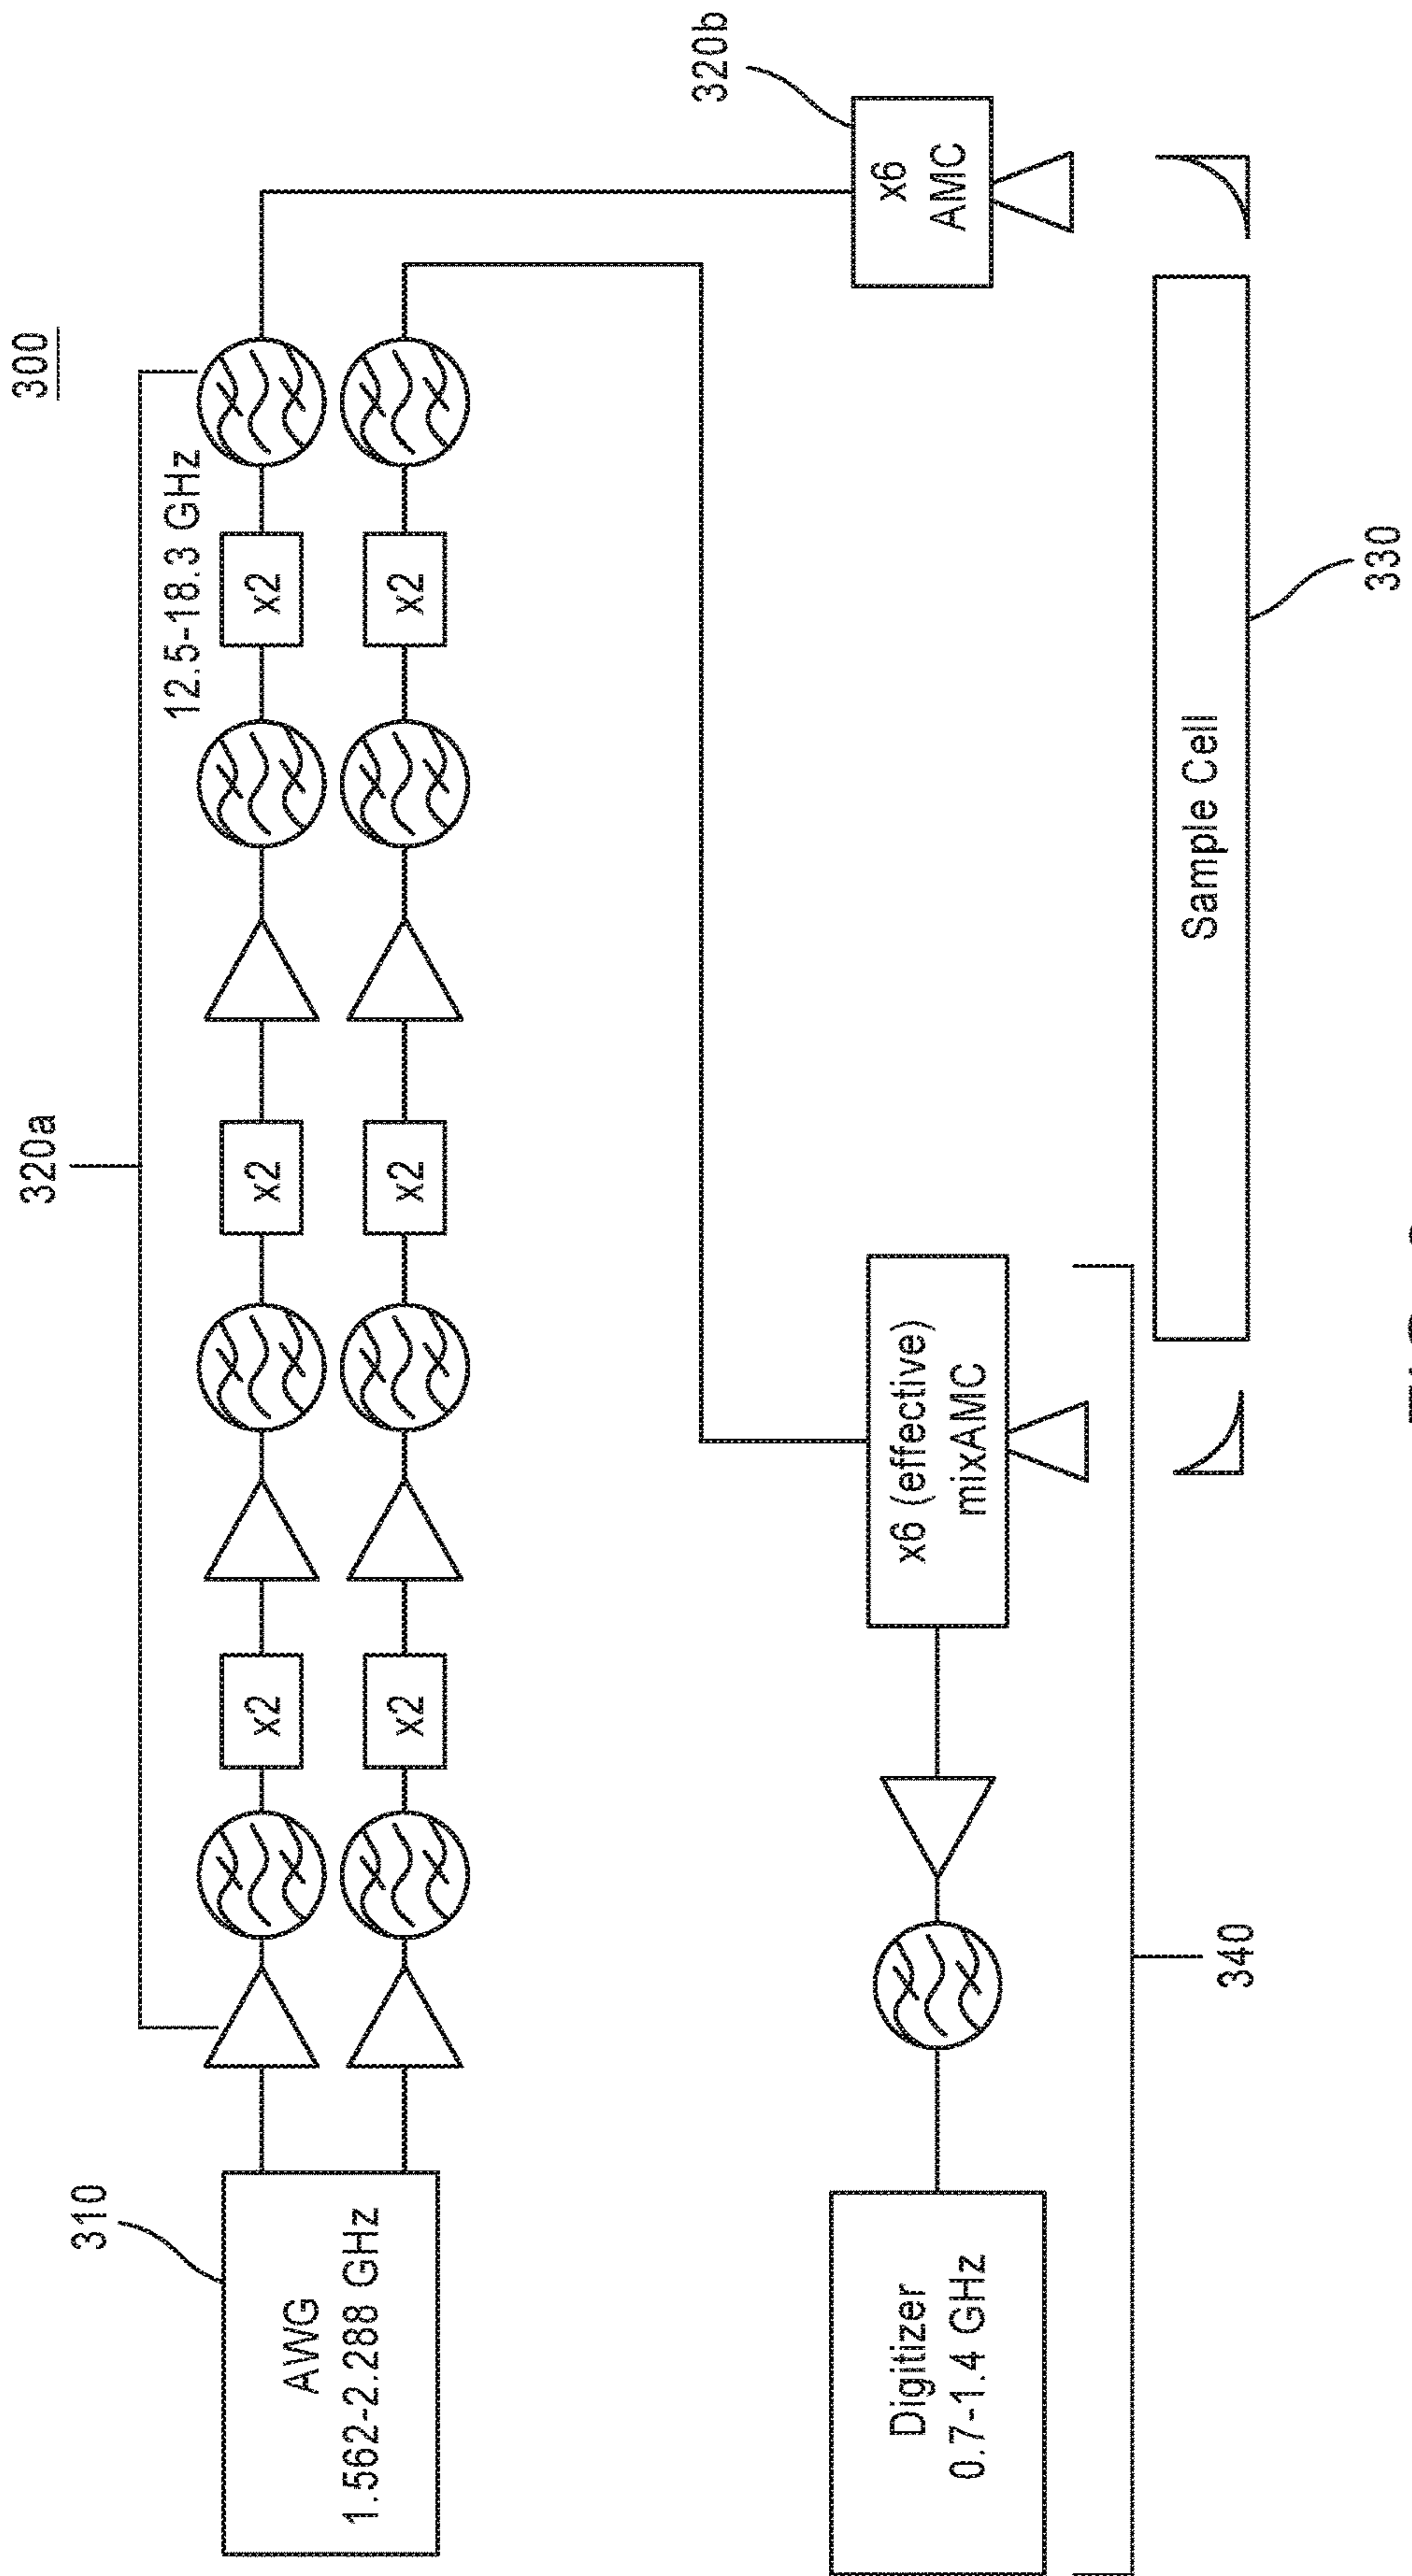 300
320a
12.5-18.3 GHz
310
AWG
1.562-2.288 GHz
x2
x2
x2
x2
x2
x2
320b
x6
AMC
x6 (effective)
mixAMC
Digitizer
0.7-1.4 GHz
340
Sample Cell
330